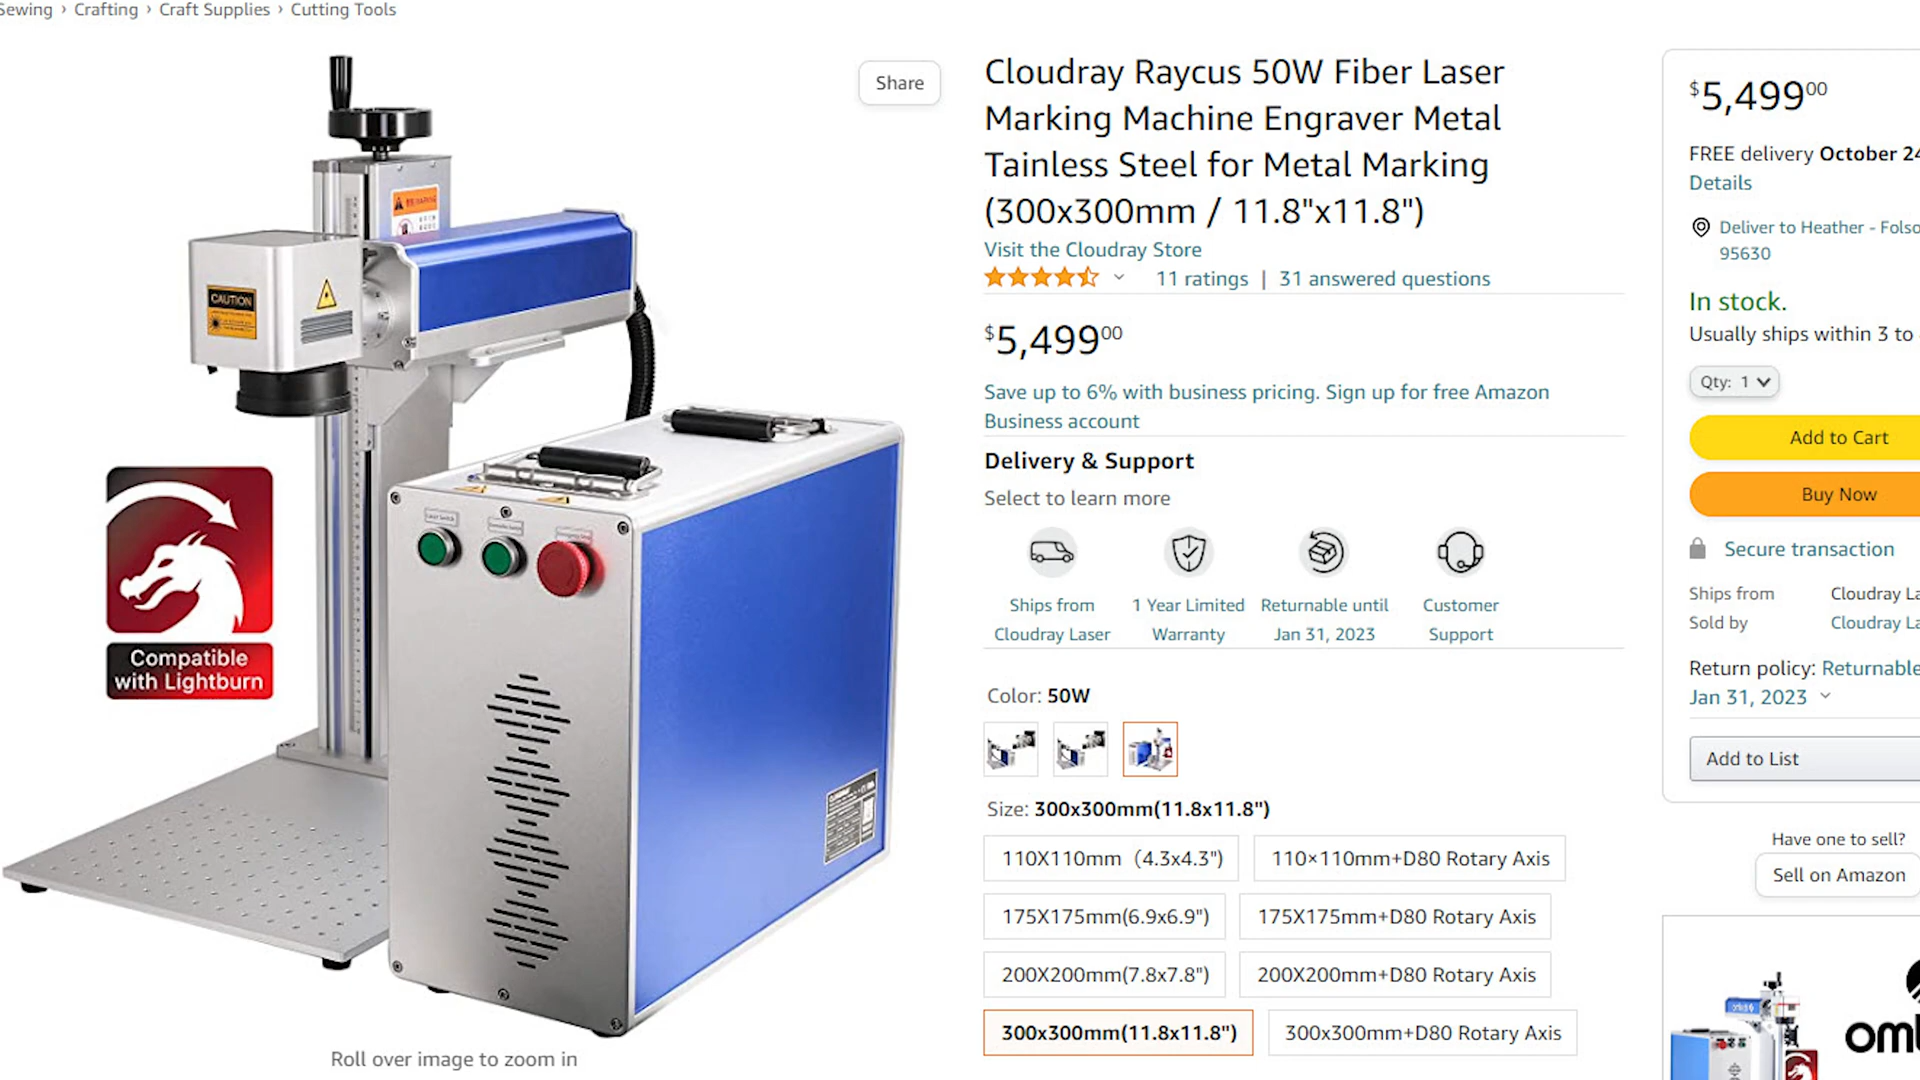 Sewing › Crafting › Craft Supplies › Cutting Tools
Share
CAUTION
Compatible
with Lightburn
Roll over image to zoom in
Cloudray Raycus 50W Fiber Laser
Marking Machine Engraver Metal
Tainless Steel for Metal Marking
(300x300mm / 11.8"x11.8")
Visit the Cloudray Store
11 ratings | 31 answered questions
$5,49900
Save up to 6% with business pricing. Sign up for free Amazon
Business account
Delivery & Support
Select to learn more
Ships from
Cloudray Laser
1 Year Limited
Warranty
Returnable until
Jan 31, 2023
Customer
Support
Color: 50W
Size: 300x300mm(11.8x11.8")
110X110mm（4.3x4.3")
110×110mm+D80 Rotary Axis
175X175mm(6.9x6.9")
175X175mm+D80 Rotary Axis
200X200mm(7.8x7.8")
200X200mm+D80 Rotary Axis
300x300mm(11.8x11.8")
300x300mm+D80 Rotary Axis
$5,49900
FREE delivery October 24
Details
Deliver to Heather - Folso
95630
In stock.
Usually ships within 3 to
Qty: 1
Add to Cart
Buy Now
Secure transaction
Ships from Cloudray La
Sold by Cloudray La
Return policy: Returnable
Jan 31, 2023
Add to List
Have one to sell?
Sell on Amazon